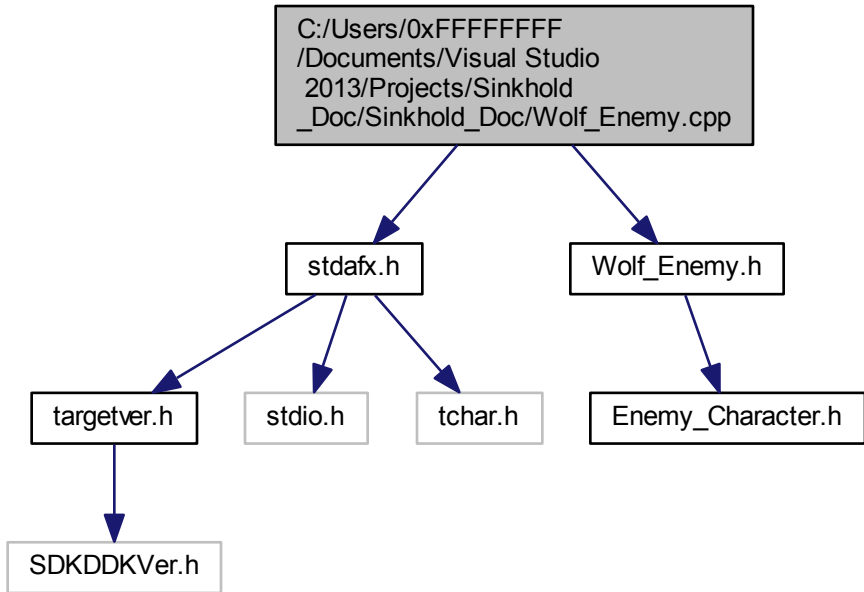 C:/Users/0xFFFFFFFF
/Documents/Visual Studio
2013/Projects/Sinkhold
_Doc/Sinkhold_Doc/Wolf_Enemy.cpp
stdafx.h
Wolf_Enemy.h
targetver.h
stdio.h
tchar.h
Enemy_Character.h
SDKDDKVer.h